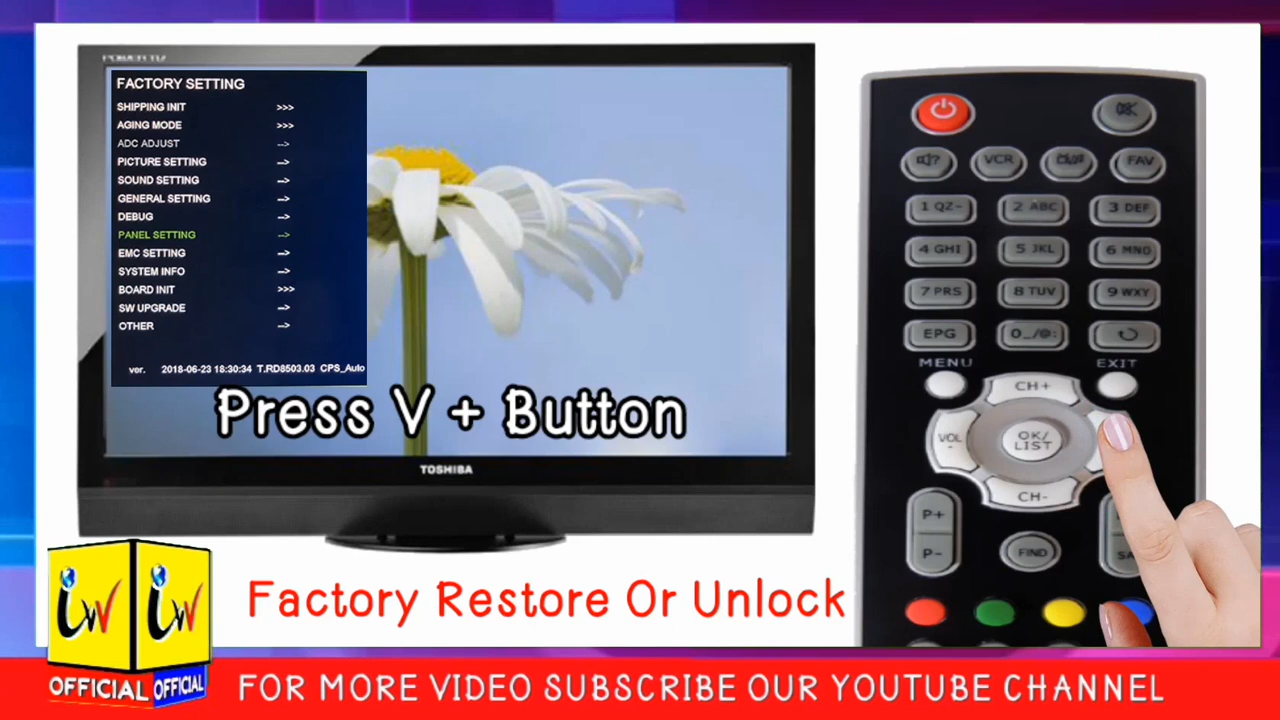 FACTORY SETTING
SHIPPING INIT >>>
AGING MODE >>>
ADC ADJUST -->
PICTURE SETTING -->
SOUND SETTING -->
GENERAL SETTING -->
DEBUG -->
PANEL SETTING -->
EMC SETTING -->
SYSTEM INFO -->
BOARD INIT >>>
SW UPGRADE -->
OTHER -->
ver. 2018-06-23 18:30:34 T.RD8503.03 CPS_Auto
Press V + Button
TOSHIBA
VCR FAV
1 QZ- 2 ABC 3 DEF
4 GHI 5 JKL 6 MNO
7 PRS 8 TUV 9 WXY
EPG 0_/@:
MENU EXIT
CH+
VOL
-
OK/
LIST
CH-
P+
P-
FIND
iw iw
OFFICIAL OFFICIAL
Factory Restore Or Unlock
FOR MORE VIDEO SUBSCRIBE OUR YOUTUBE CHANNEL